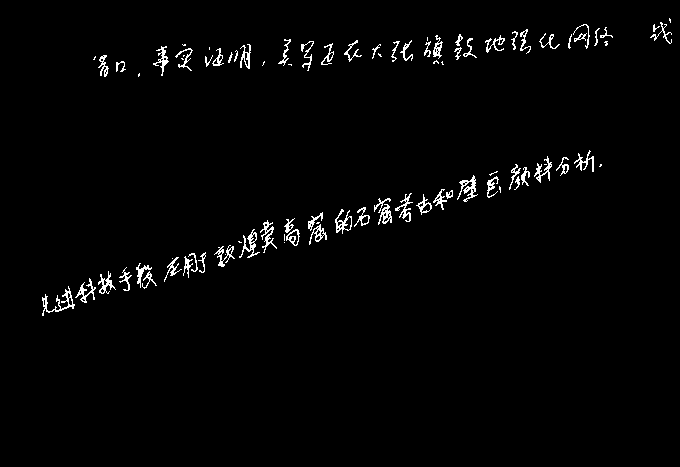 借口,事实证明,美军正在大张旗鼓地强化网络战
先进科技手段应用于敦煌莫高窟的石窟考古和壁画颜料分析.